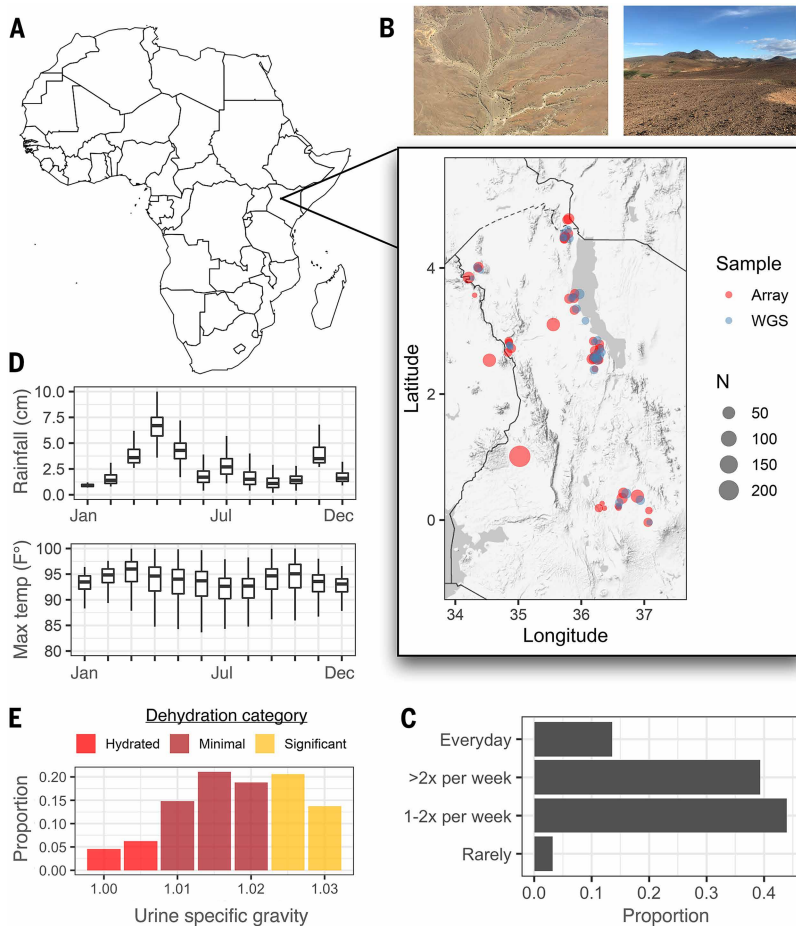 A
B
Sample
Array
WGS
N
50
100
150
200
Latitude
4
2
0
34
35
36
37
Longitude
D
Rainfall (cm)
10.0
7.5
5.0
2.5
0.0
Jan
Jul
Dec
Max temp (F°)
100
95
90
85
80
Jan
Jul
Dec
E
Dehydration category
Hydrated
Minimal
Significant
Proportion
0.20
0.15
0.10
0.05
0.00
1.00
1.01
1.02
1.03
Urine specific gravity
C
Everyday
>2x per week
1-2x per week
Rarely
0.0
0.1
0.2
0.3
0.4
Proportion